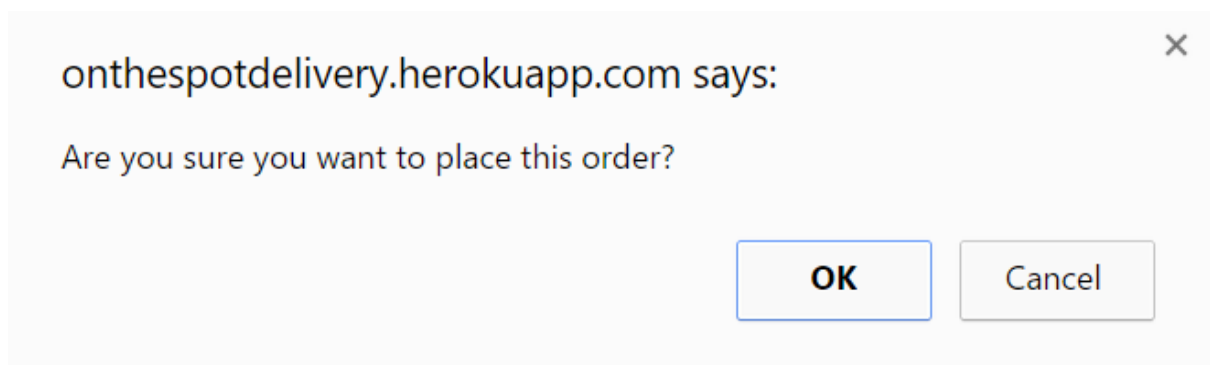 onthespotdelivery.herokuapp.com says:
Are you sure you want to place this order?
OK Cancel